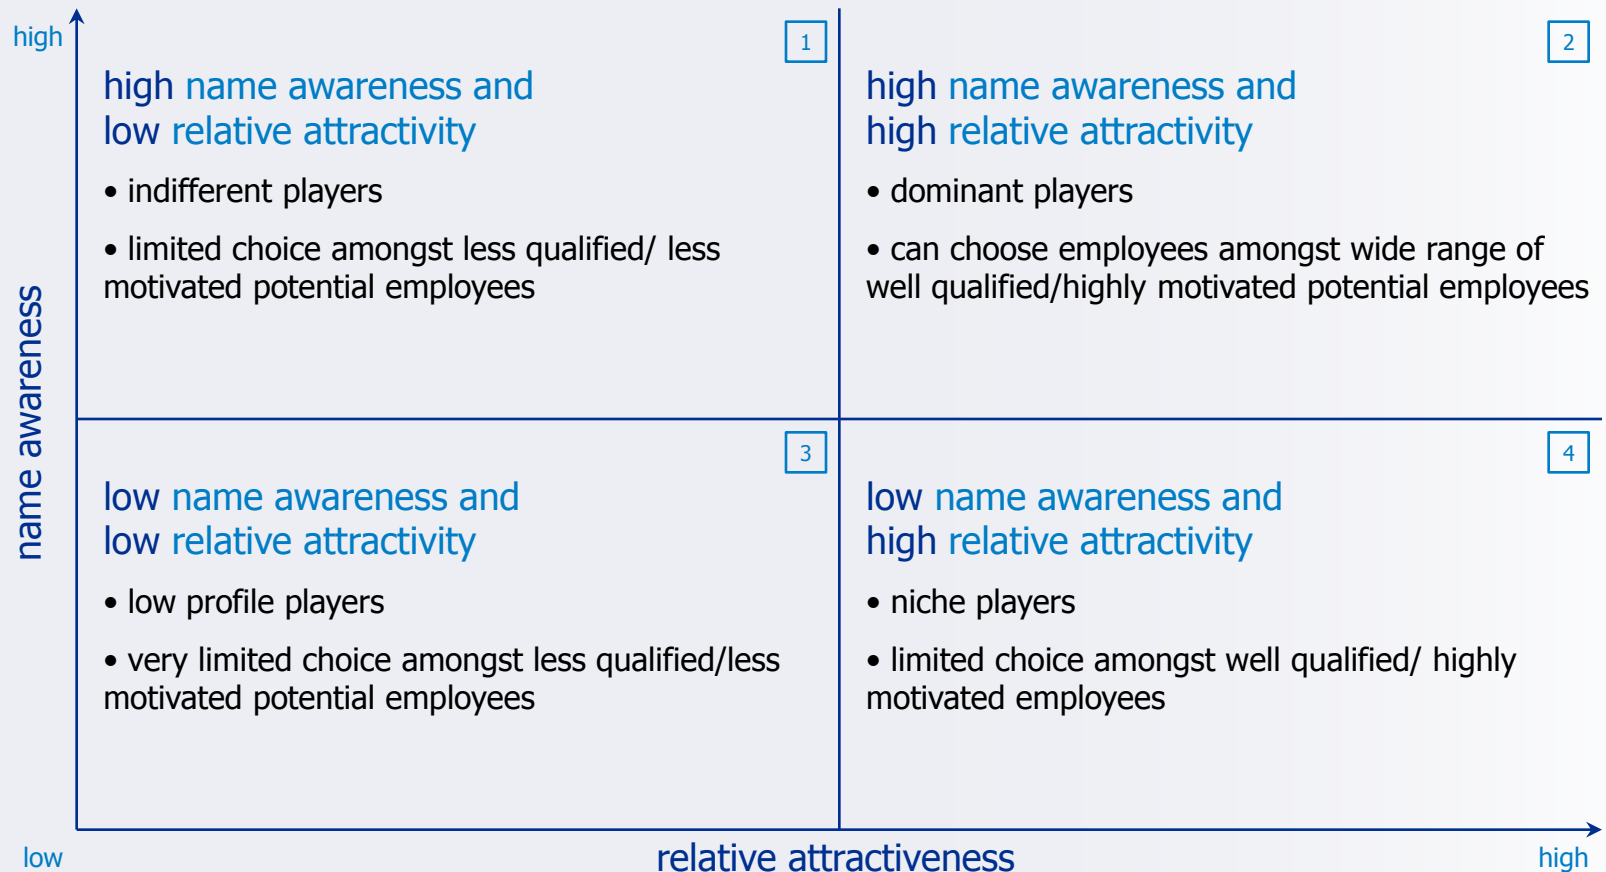 high
1
high name awareness and
low relative attractivity
• indifferent players
• limited choice amongst less qualified/ less
motivated potential employees
2
high name awareness and
high relative attractivity
• dominant players
• can choose employees amongst wide range of
well qualified/highly motivated potential employees
name awareness
3
low name awareness and
low relative attractivity
• low profile players
• very limited choice amongst less qualified/less
motivated potential employees
4
low name awareness and
high relative attractivity
• niche players
• limited choice amongst well qualified/ highly
motivated employees
low
relative attractiveness
high